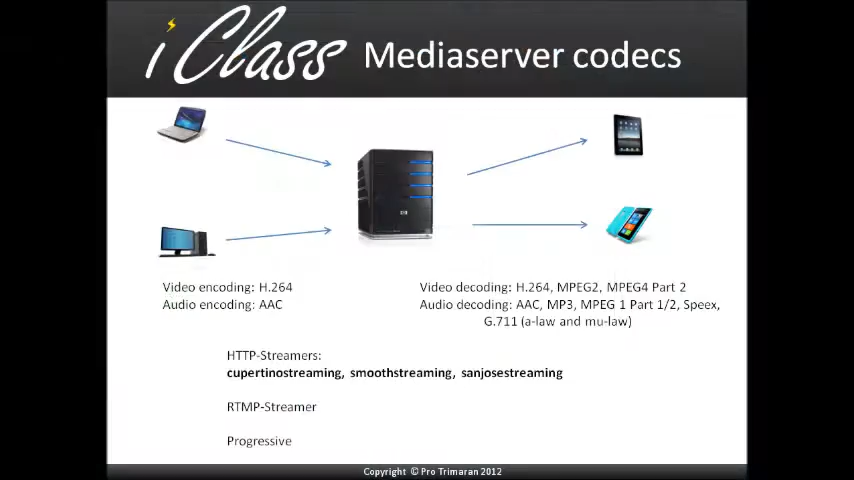 iClass Mediaserver codecs
Video encoding: H.264
Audio encoding: AAC
Video decoding: H.264, MPEG2, MPEG4 Part 2
Audio decoding: AAC, MP3, MPEG 1 Part 1/2, Speex,
G.711 (a-law and mu-law)
HTTP-Streamers:
cupertinostreaming, smoothstreaming, sanjosestreaming
RTMP-Streamer
Progressive
Copyright © Pro Trimaran 2012